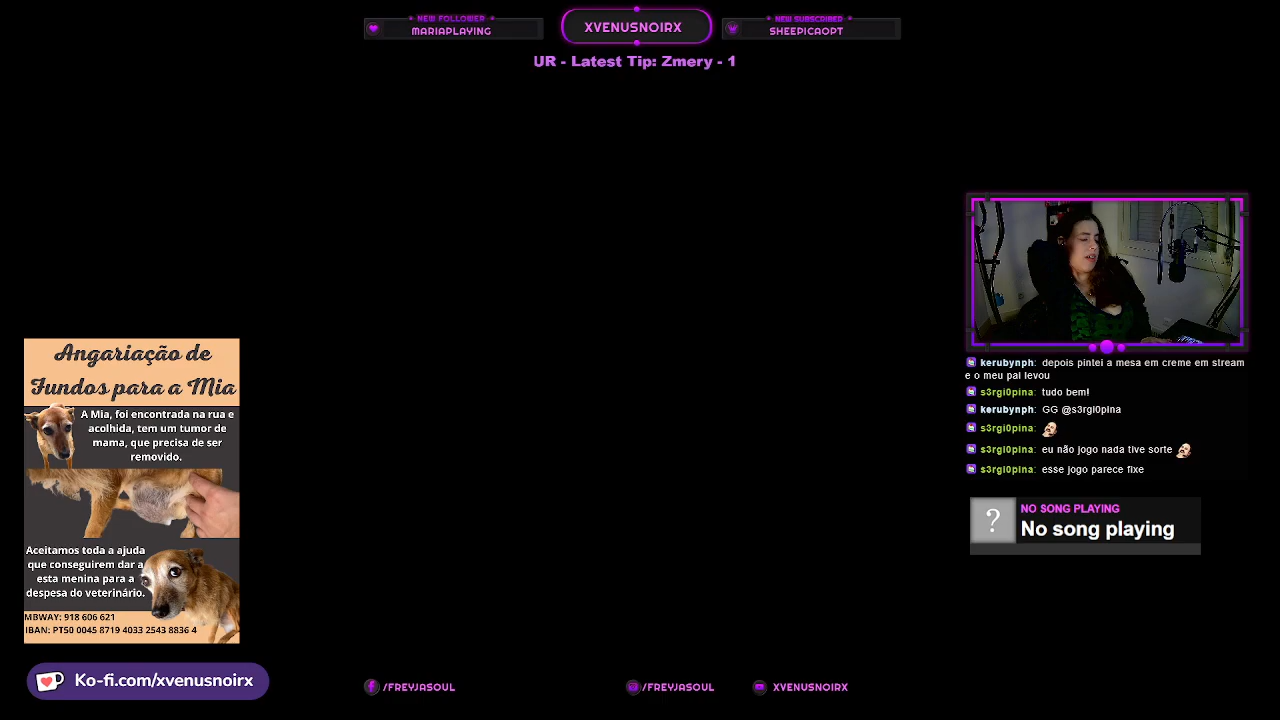 NEW FOLLOWER
MARIAPLAYING
XVENUSNOIRX
NEW SUBSCRIBER
SHEEPICAOPT
UR - Latest Tip: Zmery - 1
kerubynph: depois pintei a mesa em creme em stream
e o meu pai levou
s3rgi0pina: tudo bem!
kerubynph: GG @s3rgi0pina
s3rgi0pina:
s3rgi0pina: eu não jogo nada tive sorte
s3rgi0pina: esse jogo parece fixe
?
NO SONG PLAYING
No song playing
Angariação de
Fundos para a Mia
A Mia, foi encontrada na rua e
acolhida, tem um tumor de
mama, que precisa de ser
removido.
Aceitamos toda a ajuda
que conseguirem dar a
esta menina para a
despesa do veterinário.
MBWAY: 918 606 621
IBAN: PT50 0045 8719 4033 2543 8836 4
Ko-fi.com/xvenusnoirx
/FREYJASOUL
/FREYJASOUL
XVENUSNOIRX